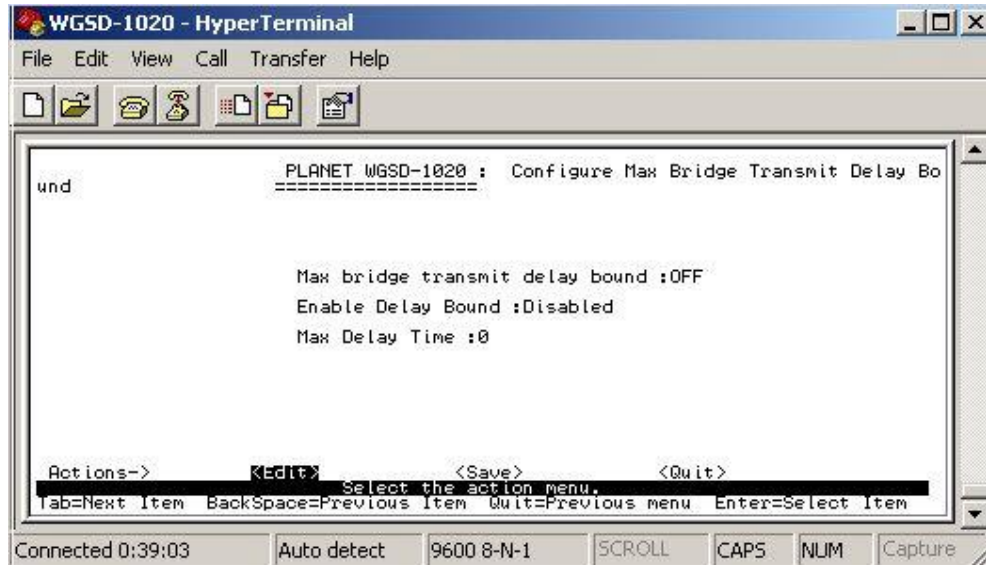 WGSD-1020 - HyperTerminal
File Edit View Call Transfer Help
PLANET WGSD-1020 : Configure Max Bridge Transmit Delay Bo
und ==================
Max bridge transmit delay bound :OFF
Enable Delay Bound :Disabled
Max Delay Time :0
Actions-> <Edit> <Save> <Quit>
Select the action menu.
Tab=Next Item BackSpace=Previous Item Quit=Previous menu Enter=Select Item
Connected 0:39:03 Auto detect 9600 8-N-1 SCROLL CAPS NUM Capture